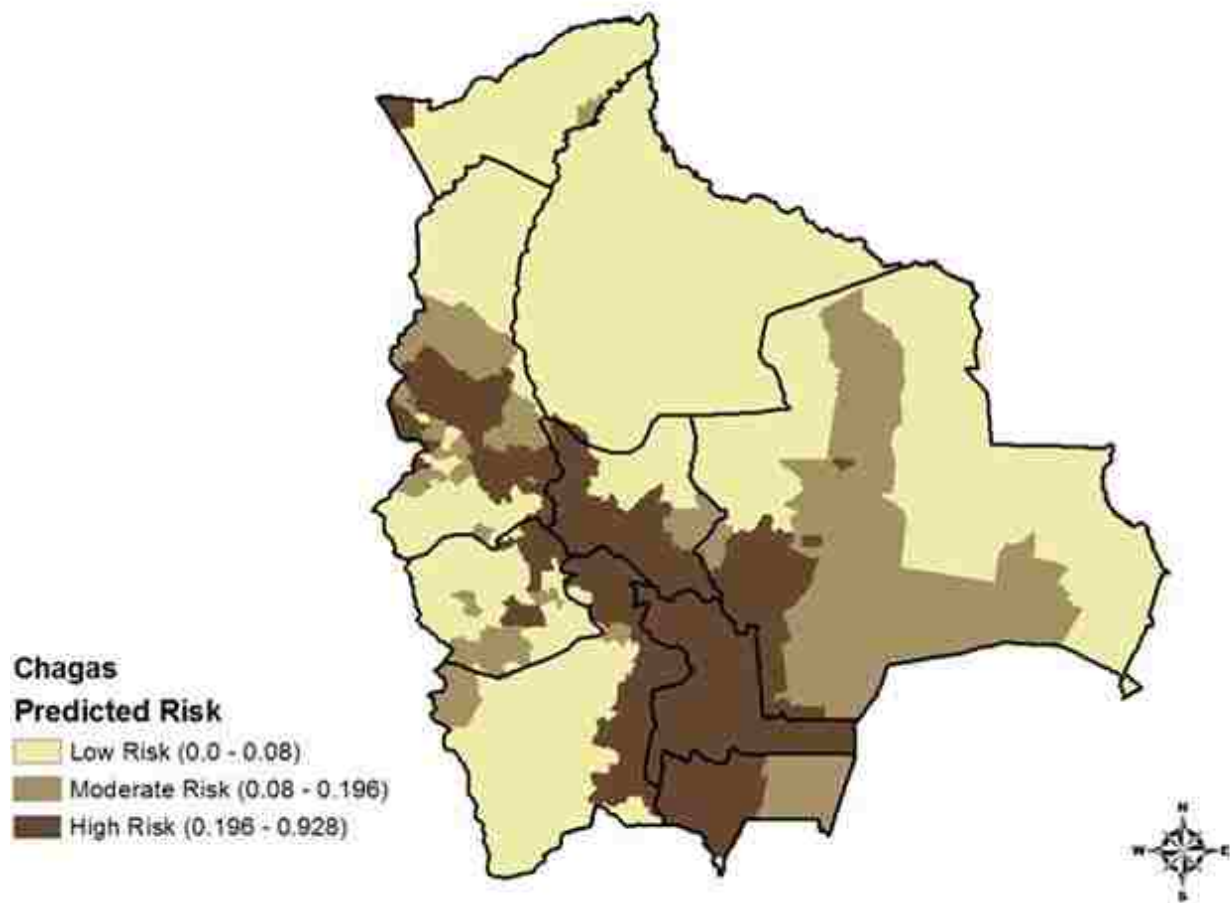 Chagas
Predicted Risk
Low Risk (0.0 - 0.08)
Moderate Risk (0.08 - 0.196)
High Risk (0.196 - 0.928)
N
W E
S